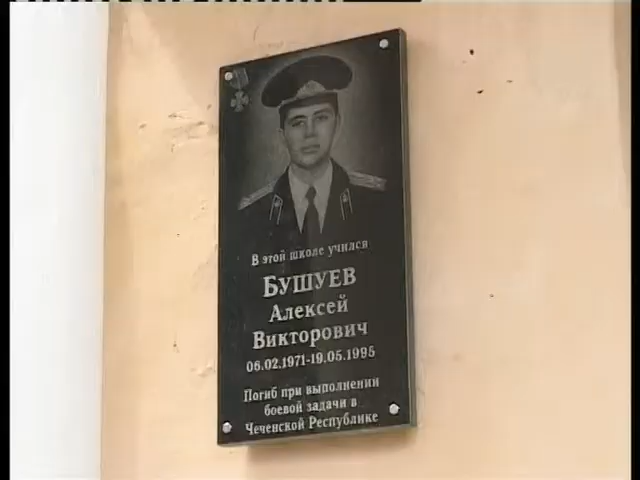 В этой школе учился
БУШУЕВ
Алексей
Викторович
06.02.1971-19.05.1995
Погиб при выполнении
боевой задачи в
Чеченской Республике